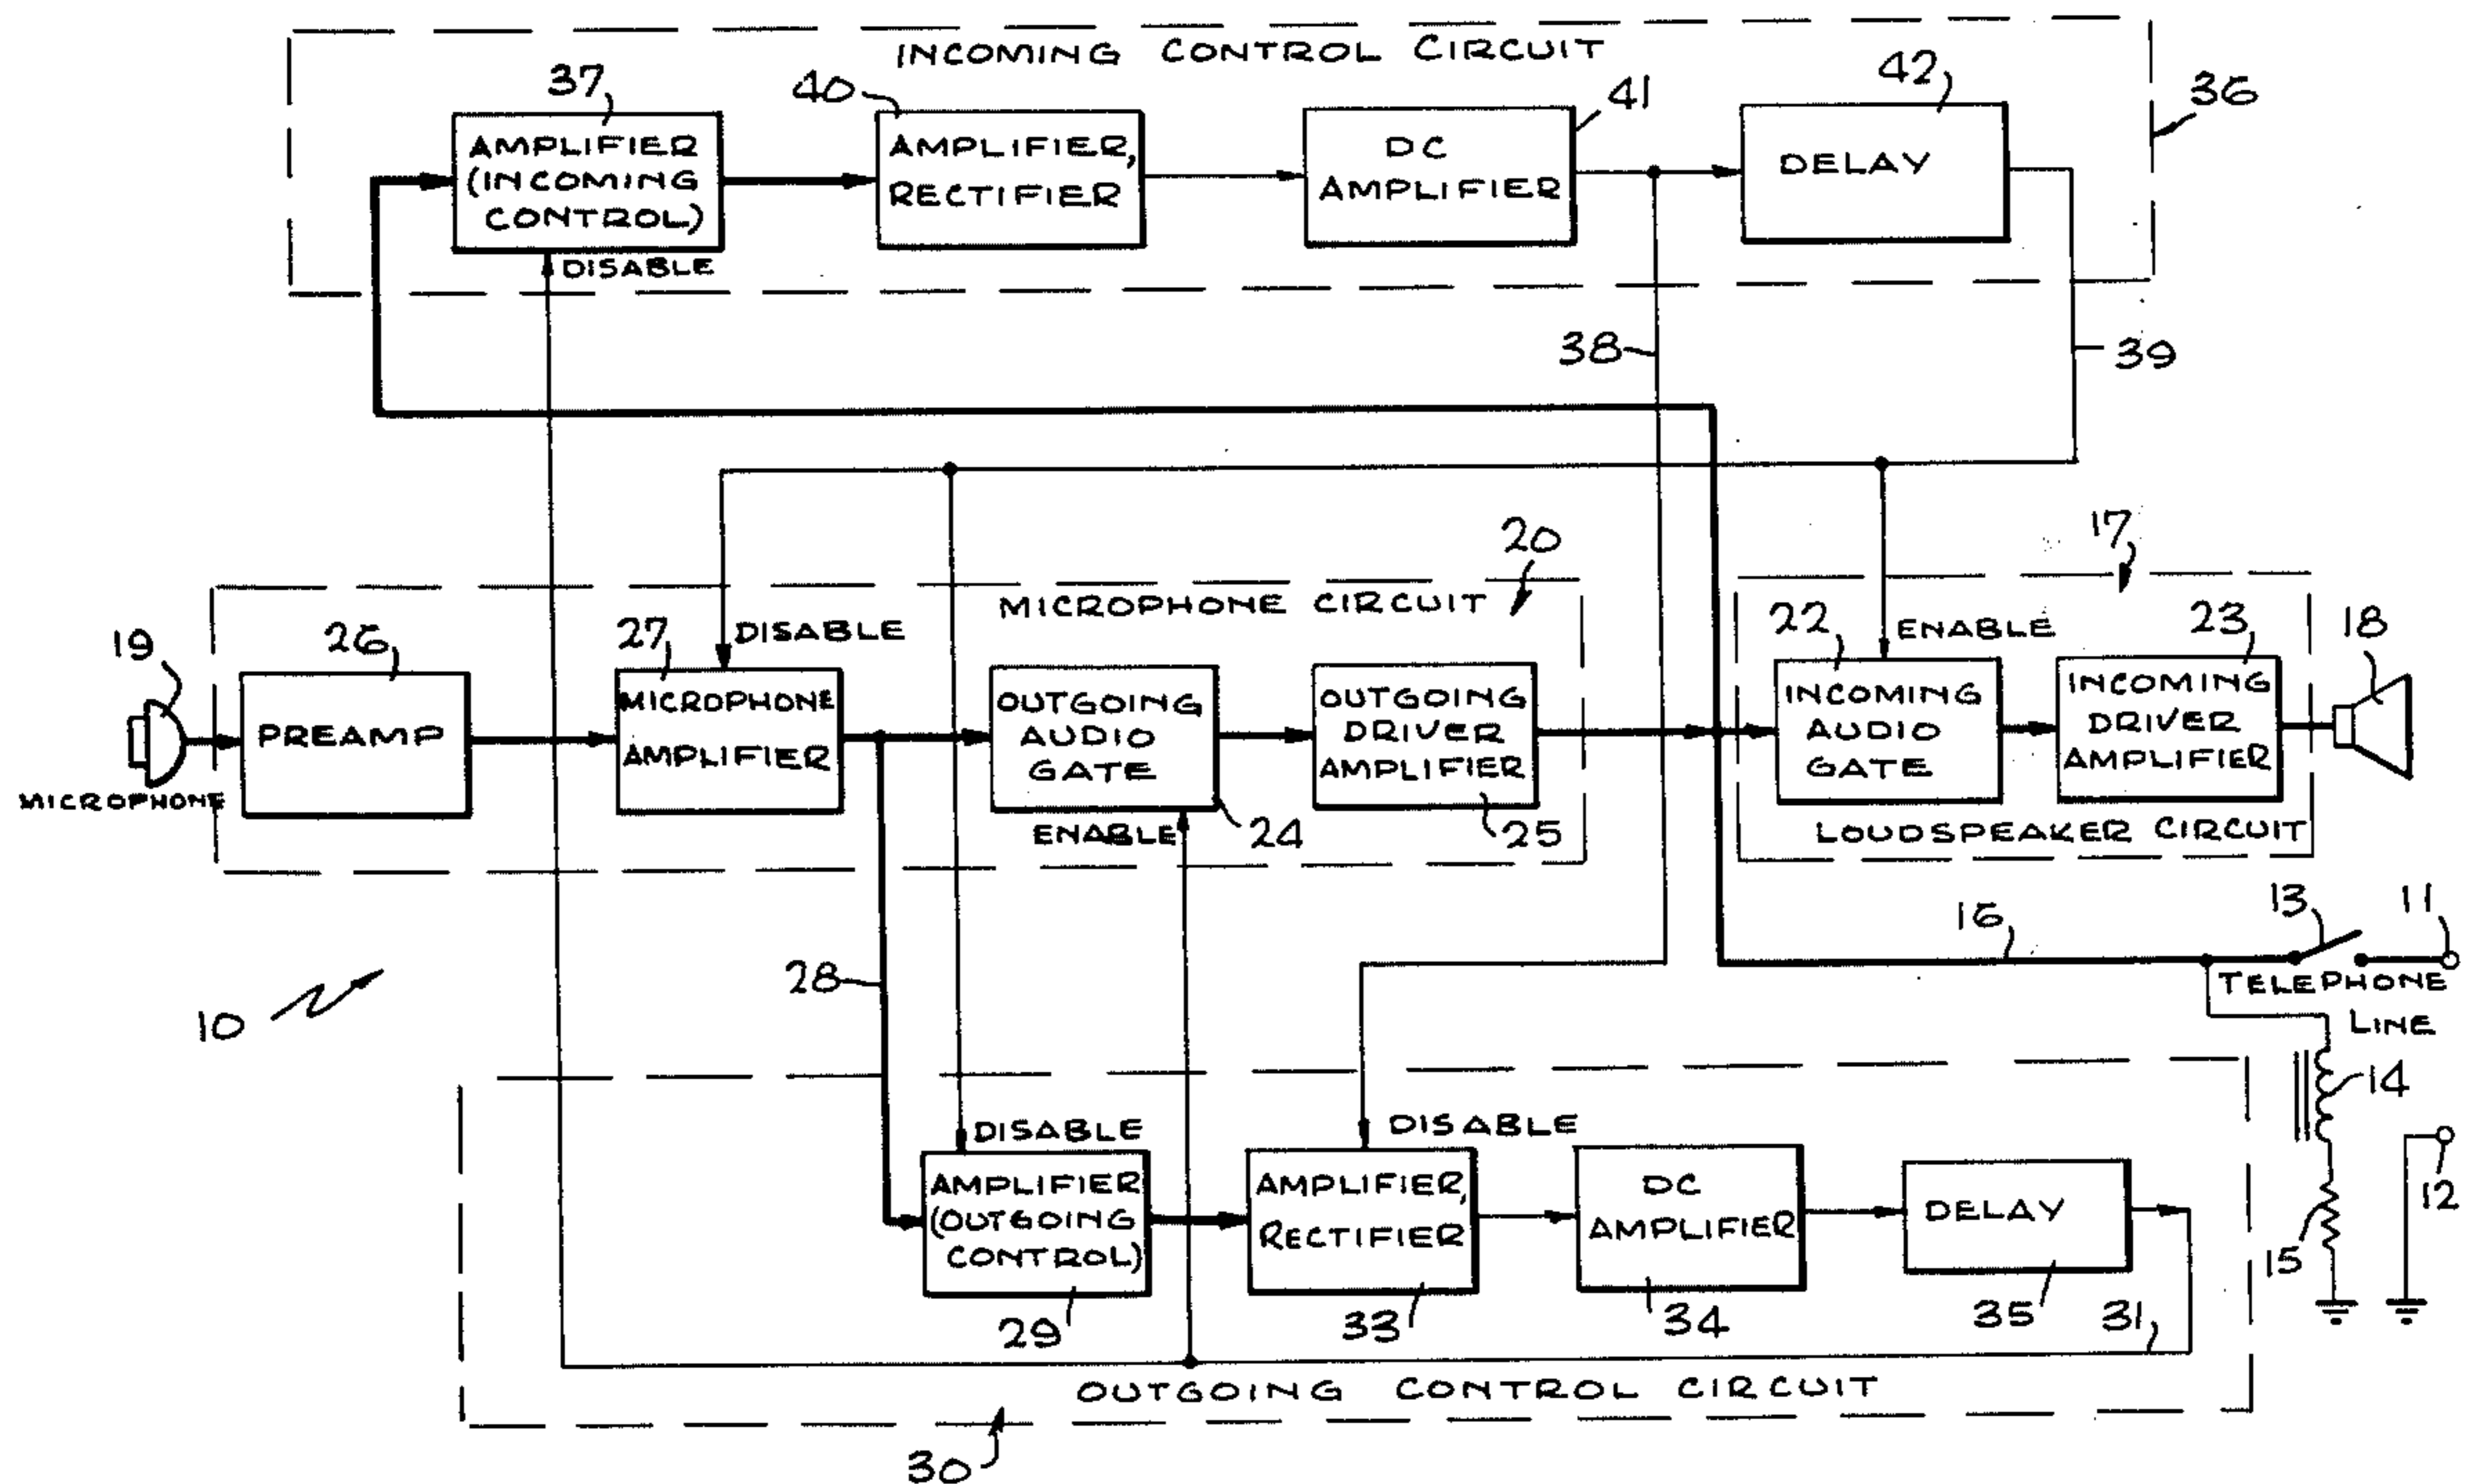 INCOMING CONTROL CIRCUIT
37
40
41
42
36
AMPLIFIER
(INCOMING
CONTROL)
AMPLIFIER,
RECTIFIER
DC
AMPLIFIER
DELAY
DISABLE
38
39
20
17
MICROPHONE CIRCUIT
19
26
27
DISABLE
22
ENABLE
23
18
PREAMP
MICROPHONE
AMPLIFIER
OUTGOING
AUDIO
GATE
OUTGOING
DRIVER
AMPLIFIER
INCOMING
AUDIO
GATE
INCOMING
DRIVER
AMPLIFIER
MICROPHONE
ENABLE
24
25
LOUDSPEAKER CIRCUIT
16
13
11
28
TELEPHONE
LINE
10
14
DISABLE
DISABLE
12
AMPLIFIER
(OUTGOING
CONTROL)
AMPLIFIER,
RECTIFIER
DC
AMPLIFIER
DELAY
15
29
33
34
35
31
OUTGOING CONTROL CIRCUIT
30